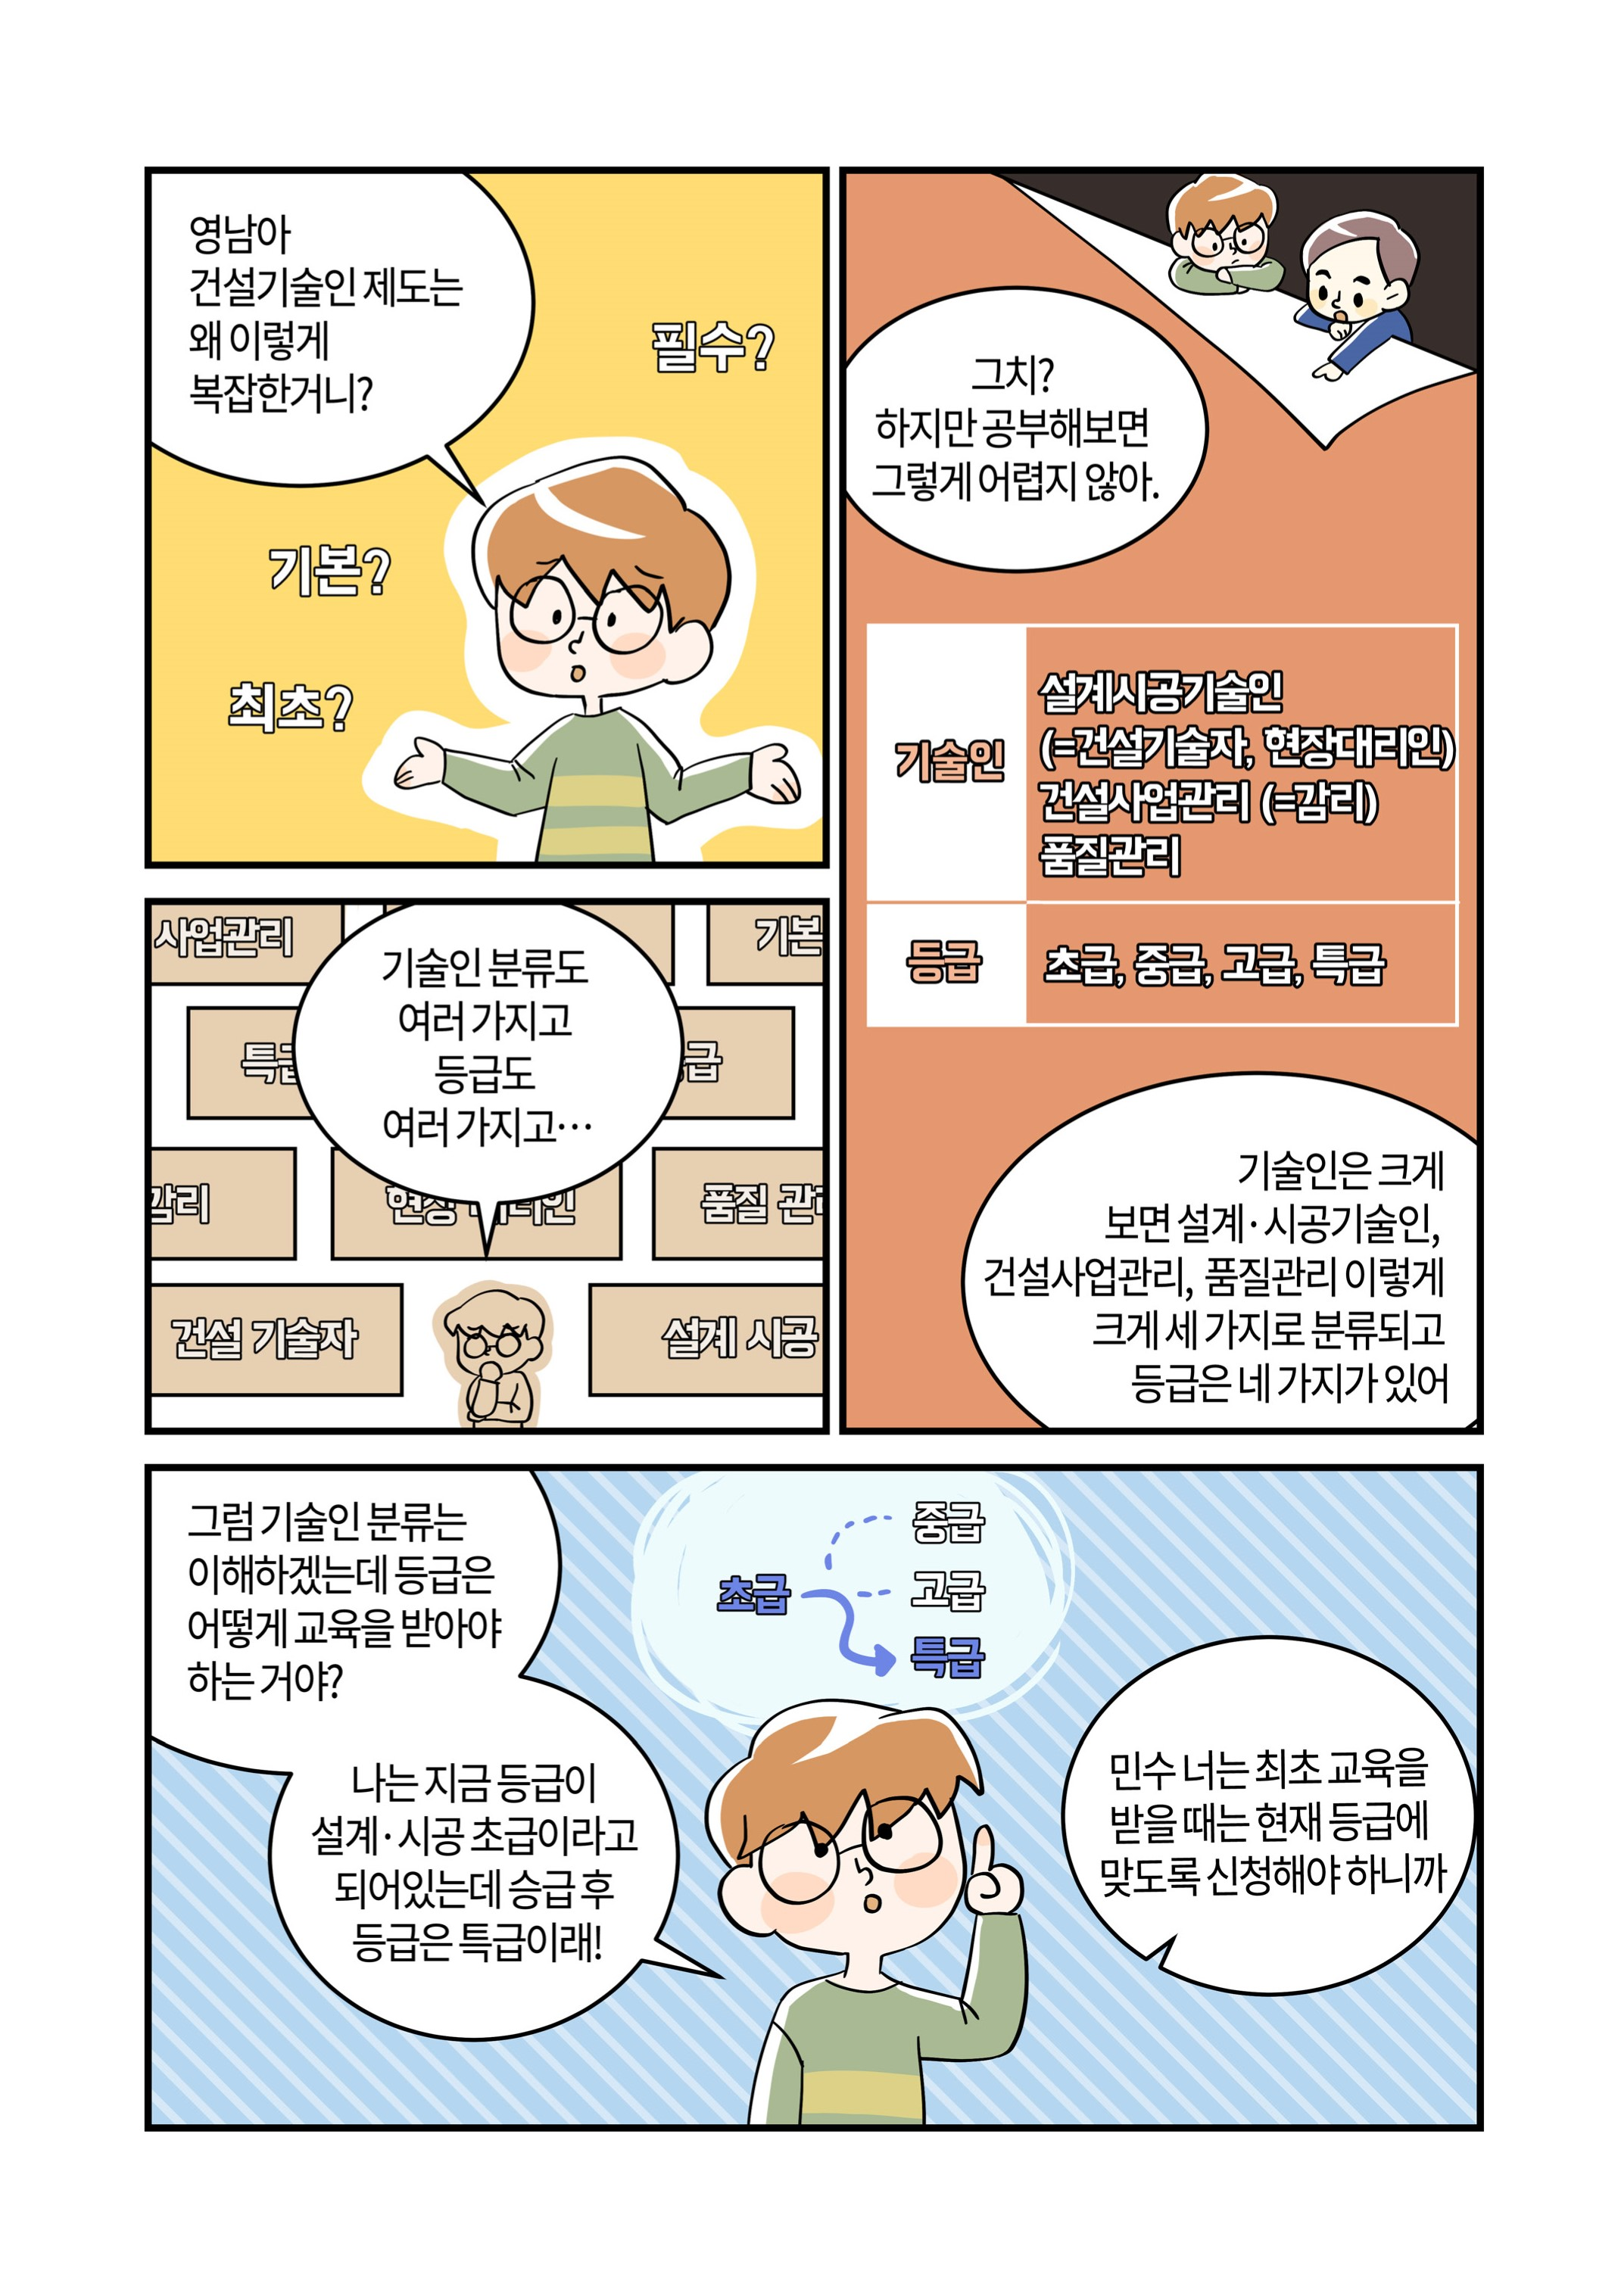 영남아
건설기술인 제도는
왜 이렇게
복잡한거니?
필수?
기본?
최초?
사업관리
기본
기술인 분류도
여러 가지고
등급도
여러 가지고…
특급
급
감리
현장 대리인
품질 관리
건설 기술자
설계 시공
그치?
하지만 공부해보면
그렇게 어렵지 않아.
기술인
설계시공기술인
(=건설기술자, 현장대리인)
건설사업관리 (=감리)
품질관리
등급
초급, 중급, 고급, 특급
기술인은 크게
보면 설계·시공기술인,
건설사업관리, 품질관리 이렇게
크게 세 가지로 분류되고
등급은 네 가지가 있어
그럼 기술인 분류는
이해하겠는데 등급은
어떻게 교육을 받아야
하는 거야?
나는 지금 등급이
설계·시공 초급이라고
되어있는데 승급 후
등급은 특급이래!
중급
초급
고급
특급
민수 너는 최초 교육을
받을 때는 현재 등급에
맞도록 신청해야 하니까